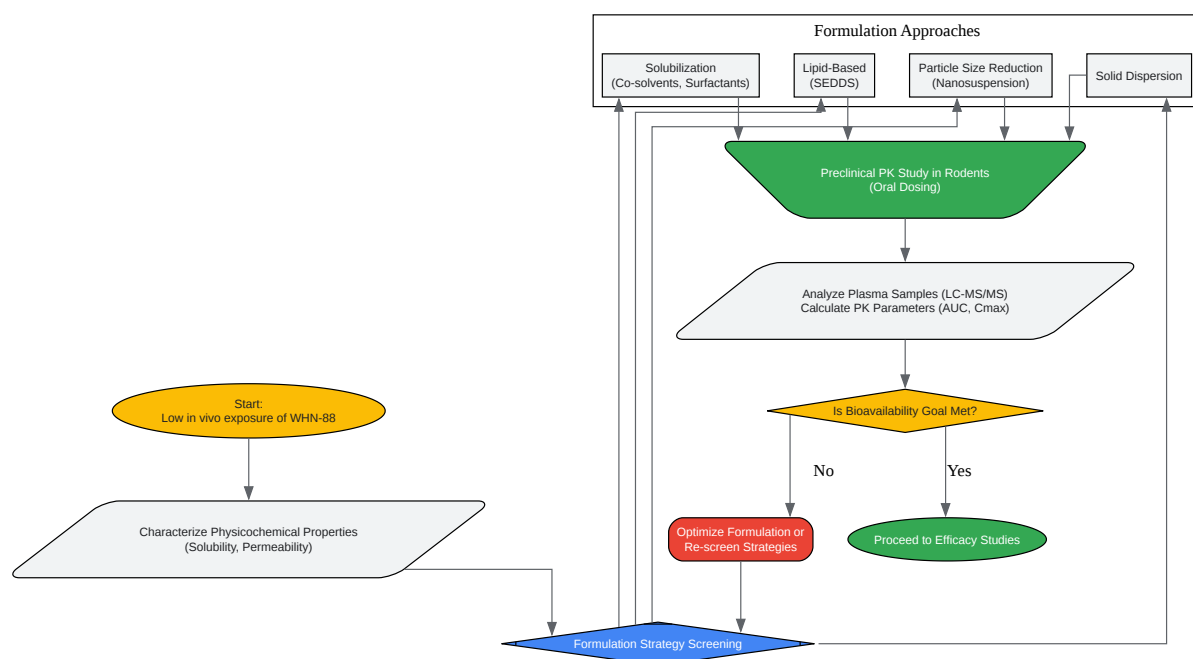 Formulation Approaches
Solubilization
(Co-solvents, Surfactants)
Lipid-Based
(SEDDS)
Particle Size Reduction
(Nanosuspension)
Solid Dispersion
Preclinical PK Study in Rodents
(Oral Dosing)
Analyze Plasma Samples (LC-MS/MS)
Calculate PK Parameters (AUC, Cmax)
Start:
Low in vivo exposure of WHN-88
Is Bioavailability Goal Met?
No
Yes
Characterize Physicochemical Properties
(Solubility, Permeability)
Optimize Formulation or
Re-screen Strategies
Proceed to Efficacy Studies
Formulation Strategy Screening